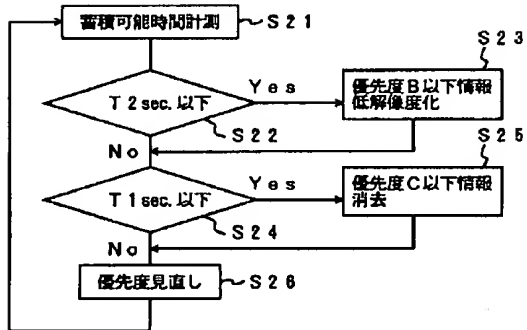 蓄積可能時間計測
S21
T2sec.以下
Yes
S22
優先度B以下情報
低解像度化
S23
No
T1sec.以下
Yes
S24
優先度C以下情報
消去
S25
No
優先度見直し
S26